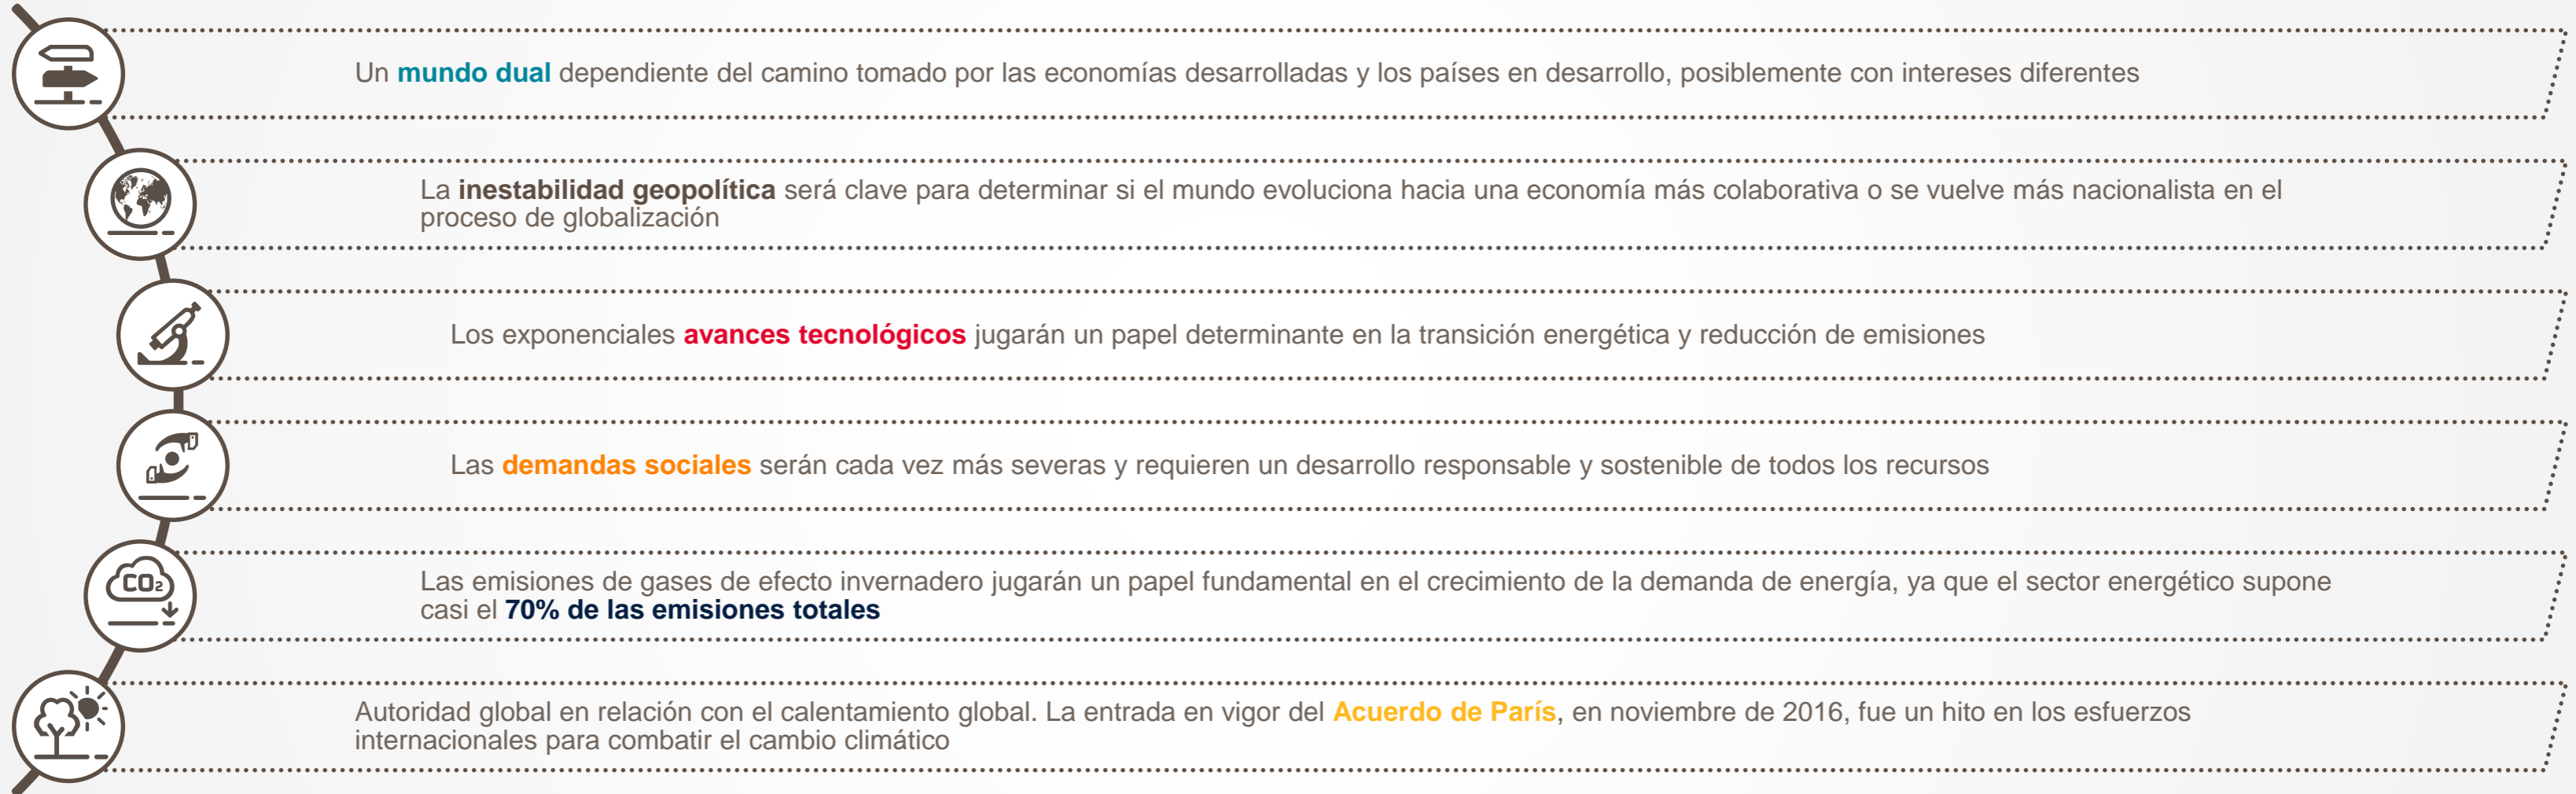 Un mundo dual dependiente del camino tomado por las economías desarrolladas y los países en desarrollo, posiblemente con intereses diferentes
La inestabilidad geopolítica será clave para determinar si el mundo evoluciona hacia una economía más colaborativa o se vuelve más nacionalista en el
proceso de globalización
Los exponenciales avances tecnológicos jugarán un papel determinante en la transición energética y reducción de emisiones
Las demandas sociales serán cada vez más severas y requieren un desarrollo responsable y sostenible de todos los recursos
CO₂
Las emisiones de gases de efecto invernadero jugarán un papel fundamental en el crecimiento de la demanda de energía, ya que el sector energético supone
casi el 70% de las emisiones totales
Autoridad global en relación con el calentamiento global. La entrada en vigor del Acuerdo de París, en noviembre de 2016, fue un hito en los esfuerzos
internacionales para combatir el cambio climático